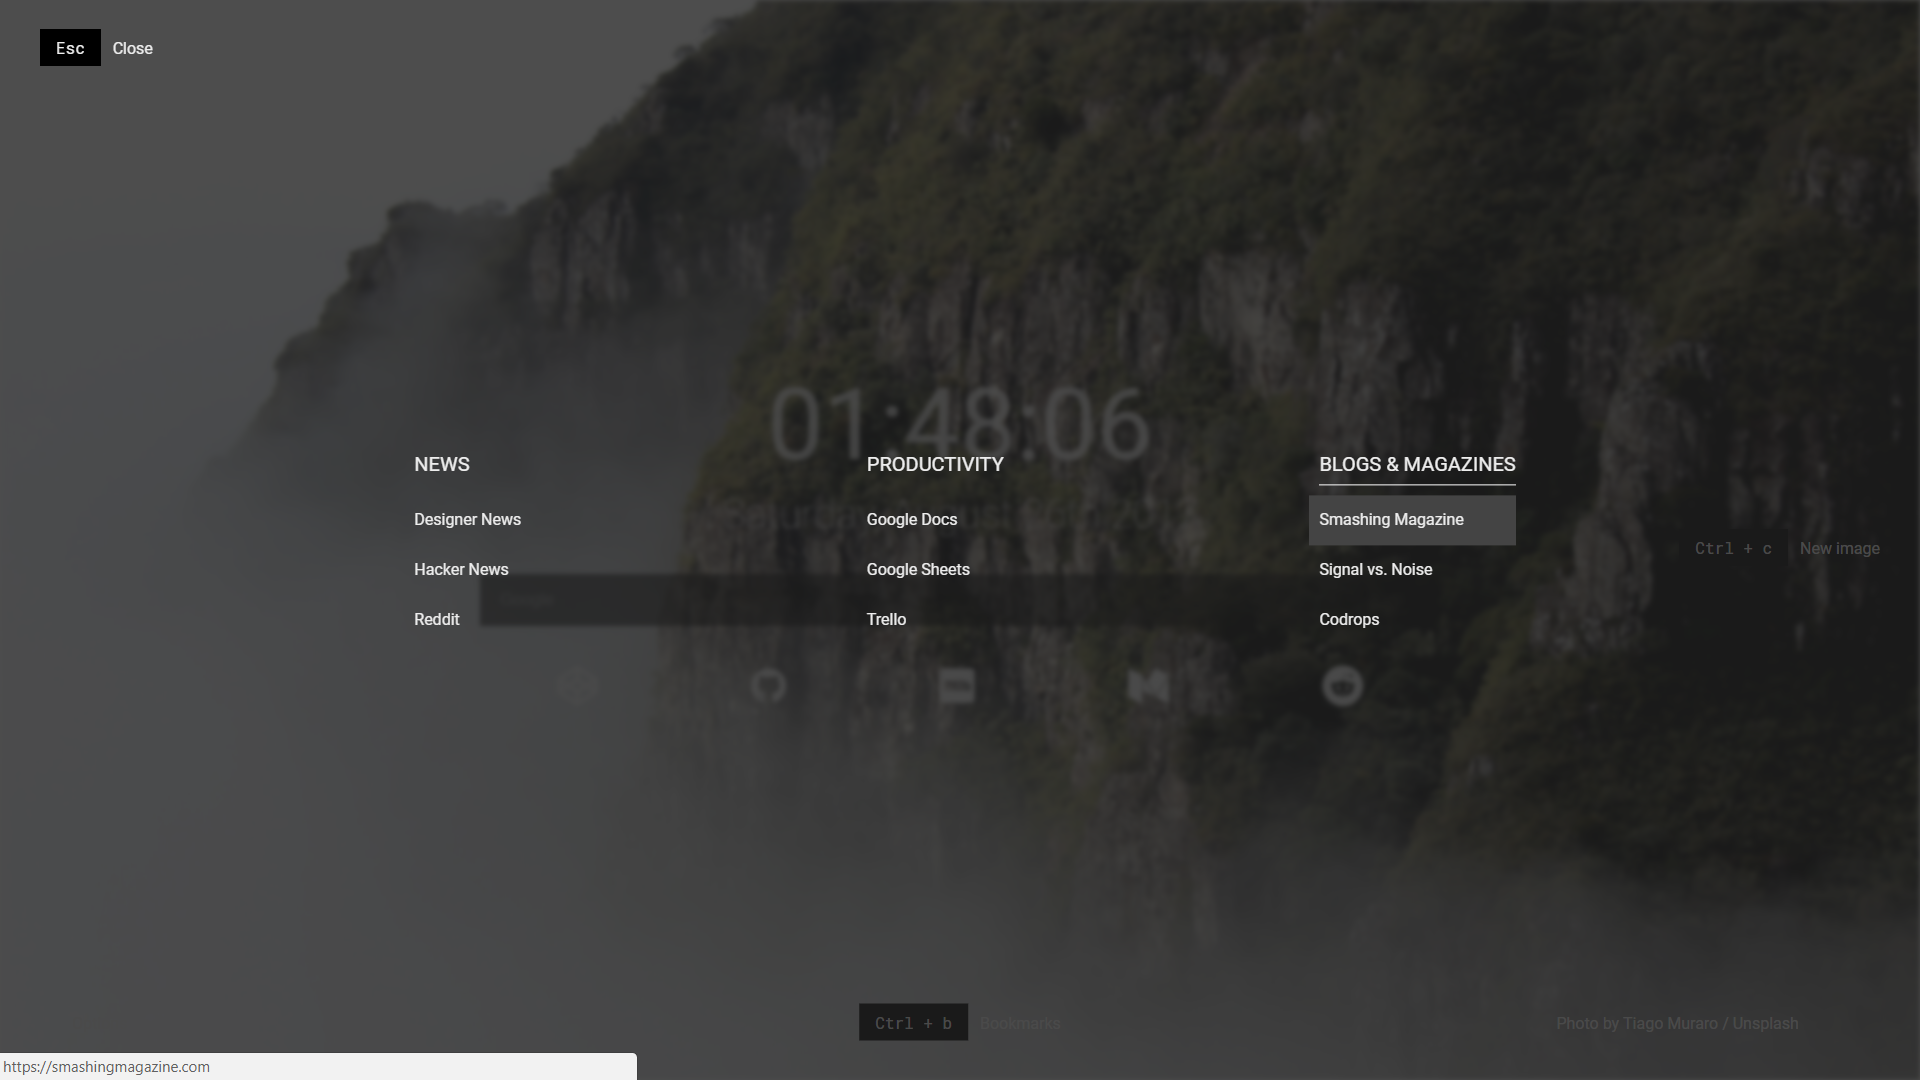 Esc Close
01:48:06
NEWS
Designer News
Hacker News
Reddit
PRODUCTIVITY
Google Docs
Google Sheets
Trello
BLOGS & MAGAZINES
Smashing Magazine
Signal vs. Noise
Codrops
Ctrl + c New image
Ctrl + b Bookmarks
Photo by Tiago Muraro / Unsplash
https://smashingmagazine.com